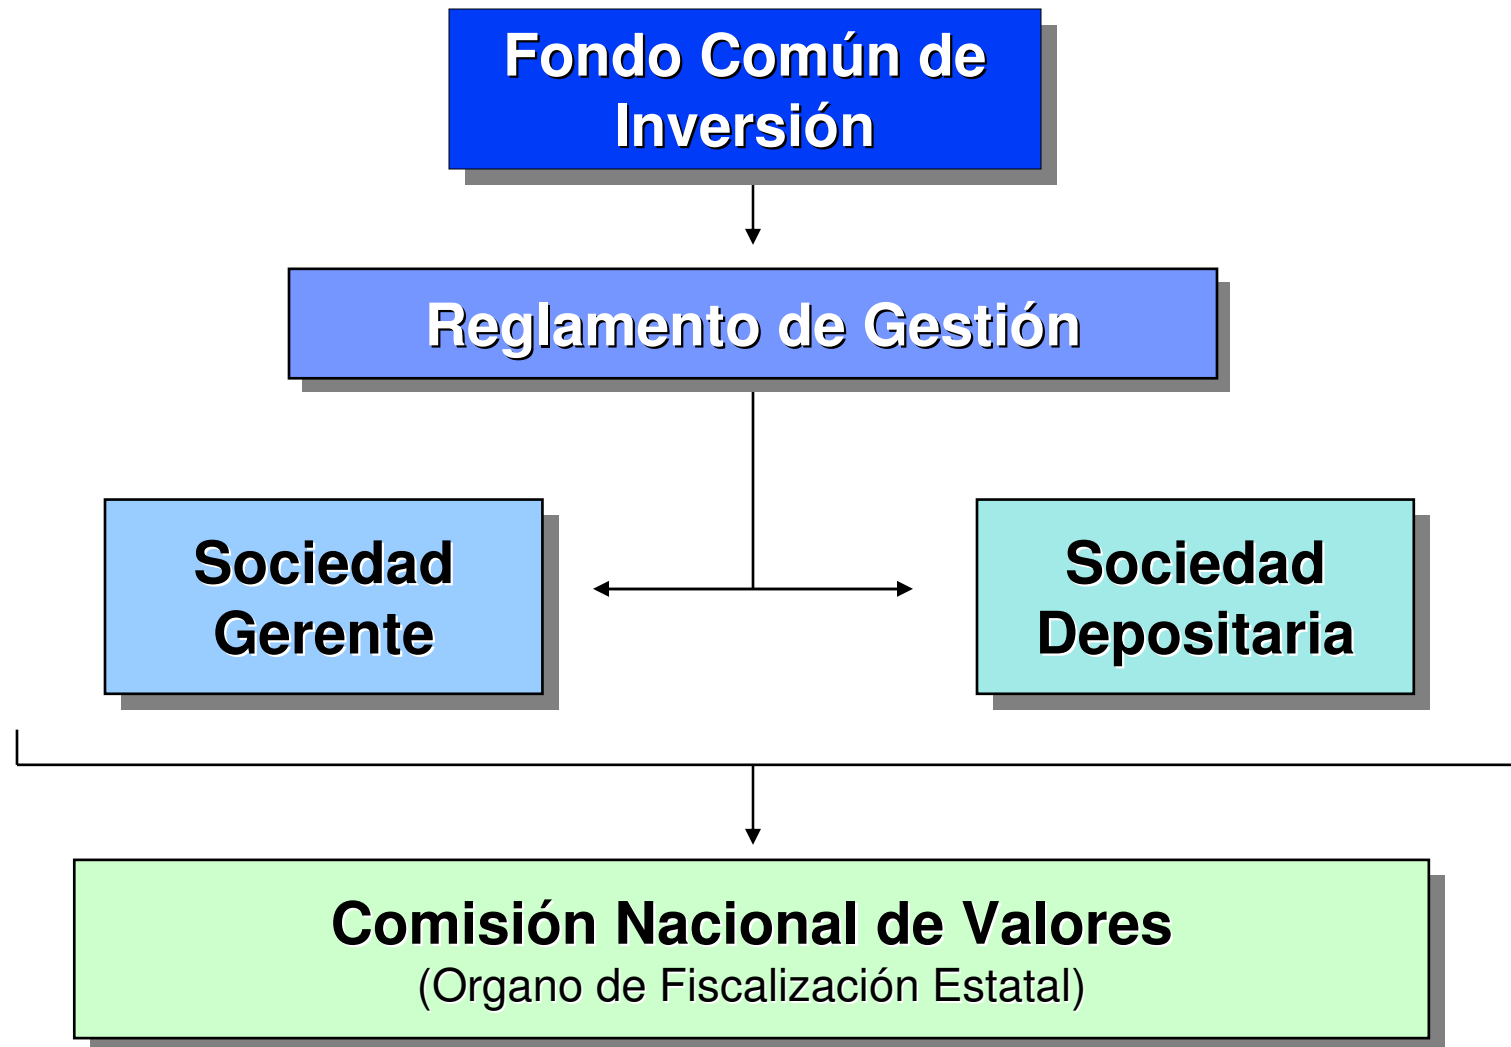 Fondo Común de
Inversión
Reglamento de Gestión
Sociedad
Gerente
Sociedad
Depositaria
Comisión Nacional de Valores
(Organo de Fiscalización Estatal)